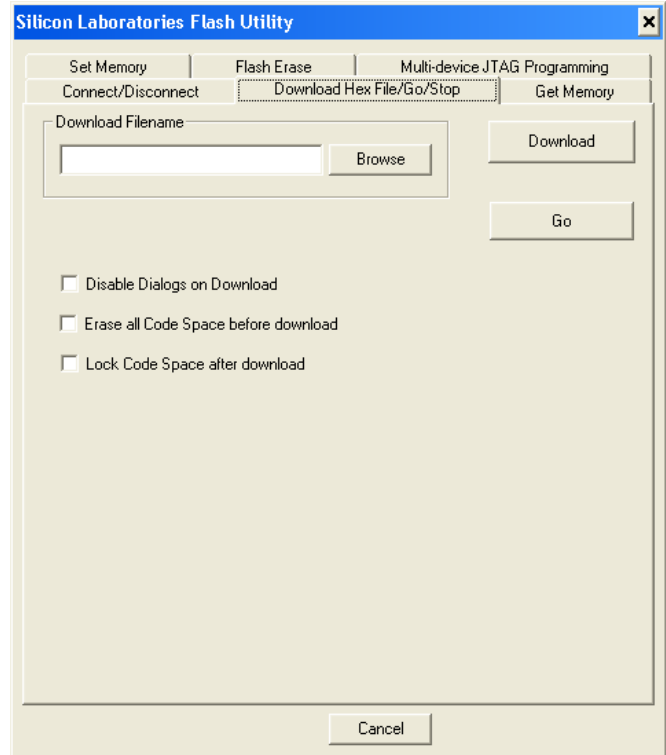 Silicon Laboratories Flash Utility
Set Memory
Flash Erase
Multi-device JTAG Programming
Connect/Disconnect
Download Hex File/Go/Stop
Get Memory
Download Filename
Browse
Download
Go
Disable Dialogs on Download
Erase all Code Space before download
Lock Code Space after download
Cancel